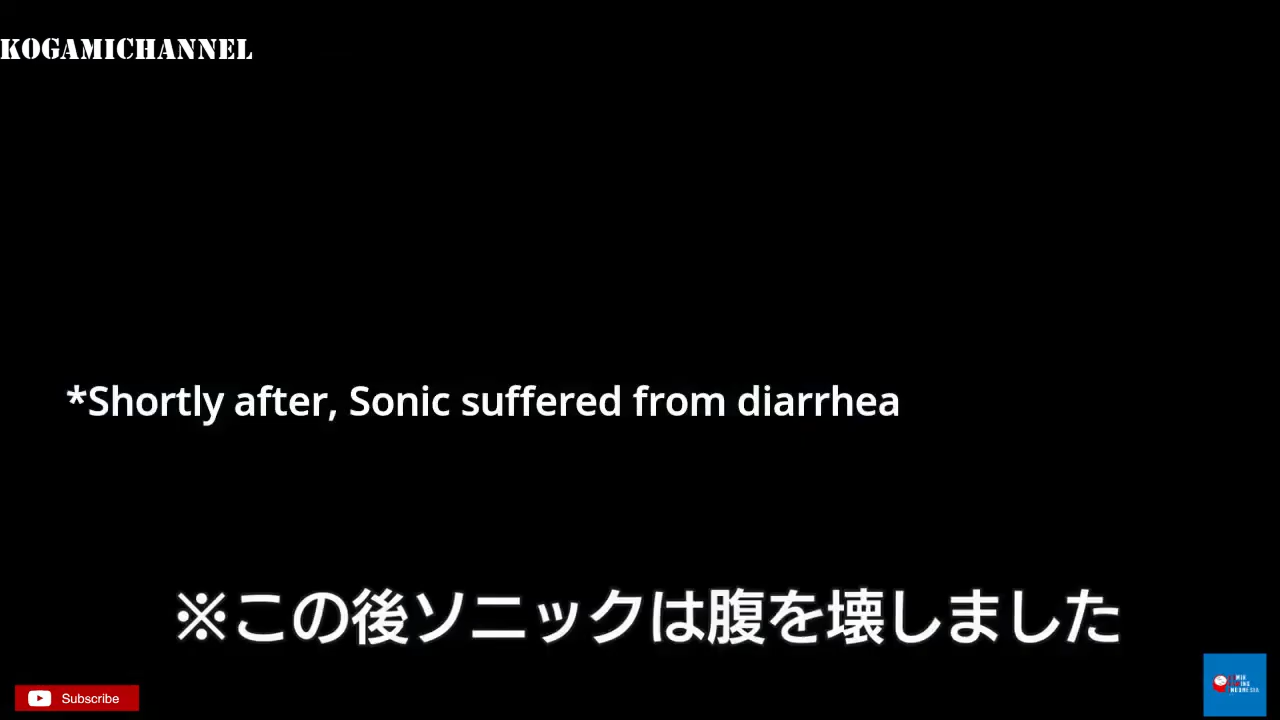 KOGAMICHANNEL
*Shortly after, Sonic suffered from diarrhea
※この後ソニックは腹を壊しました
Subscribe